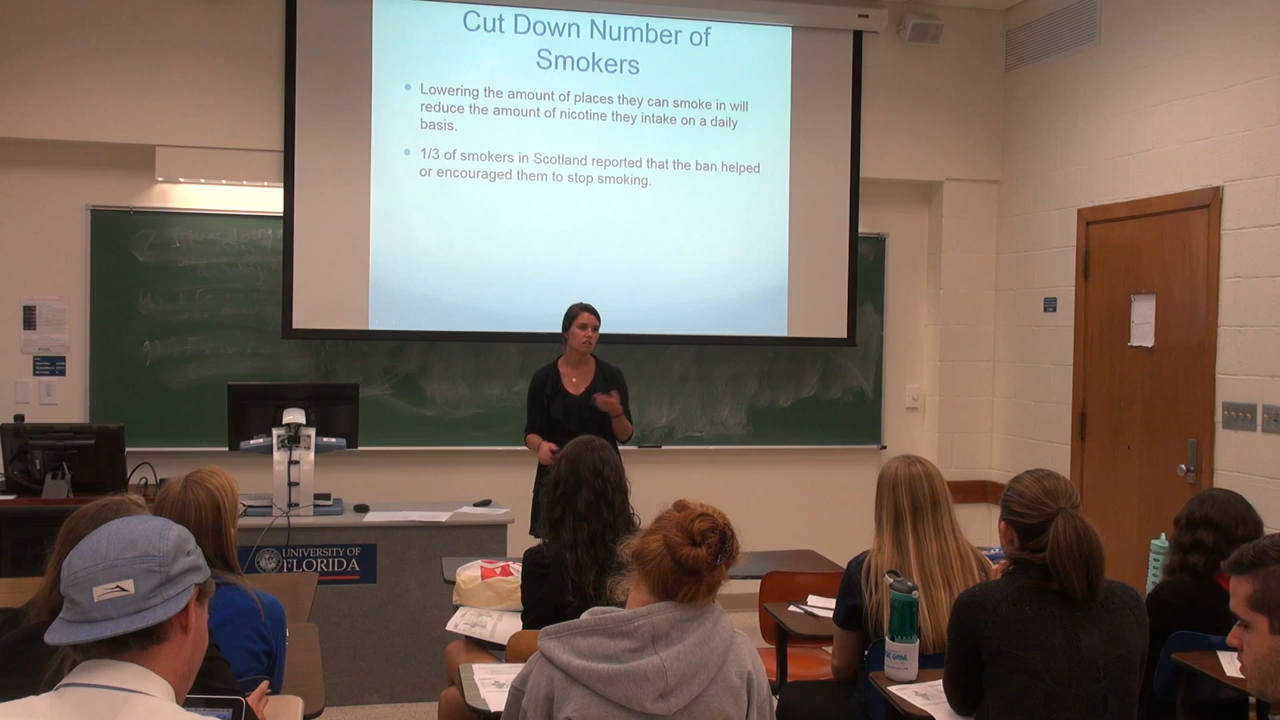 Cut Down Number of
Smokers
Lowering the amount of places they can smoke in will
reduce the amount of nicotine they intake on a daily
basis.
1/3 of smokers in Scotland reported that the ban helped
or encouraged them to stop smoking.
UNIVERSITY OF
FLORIDA